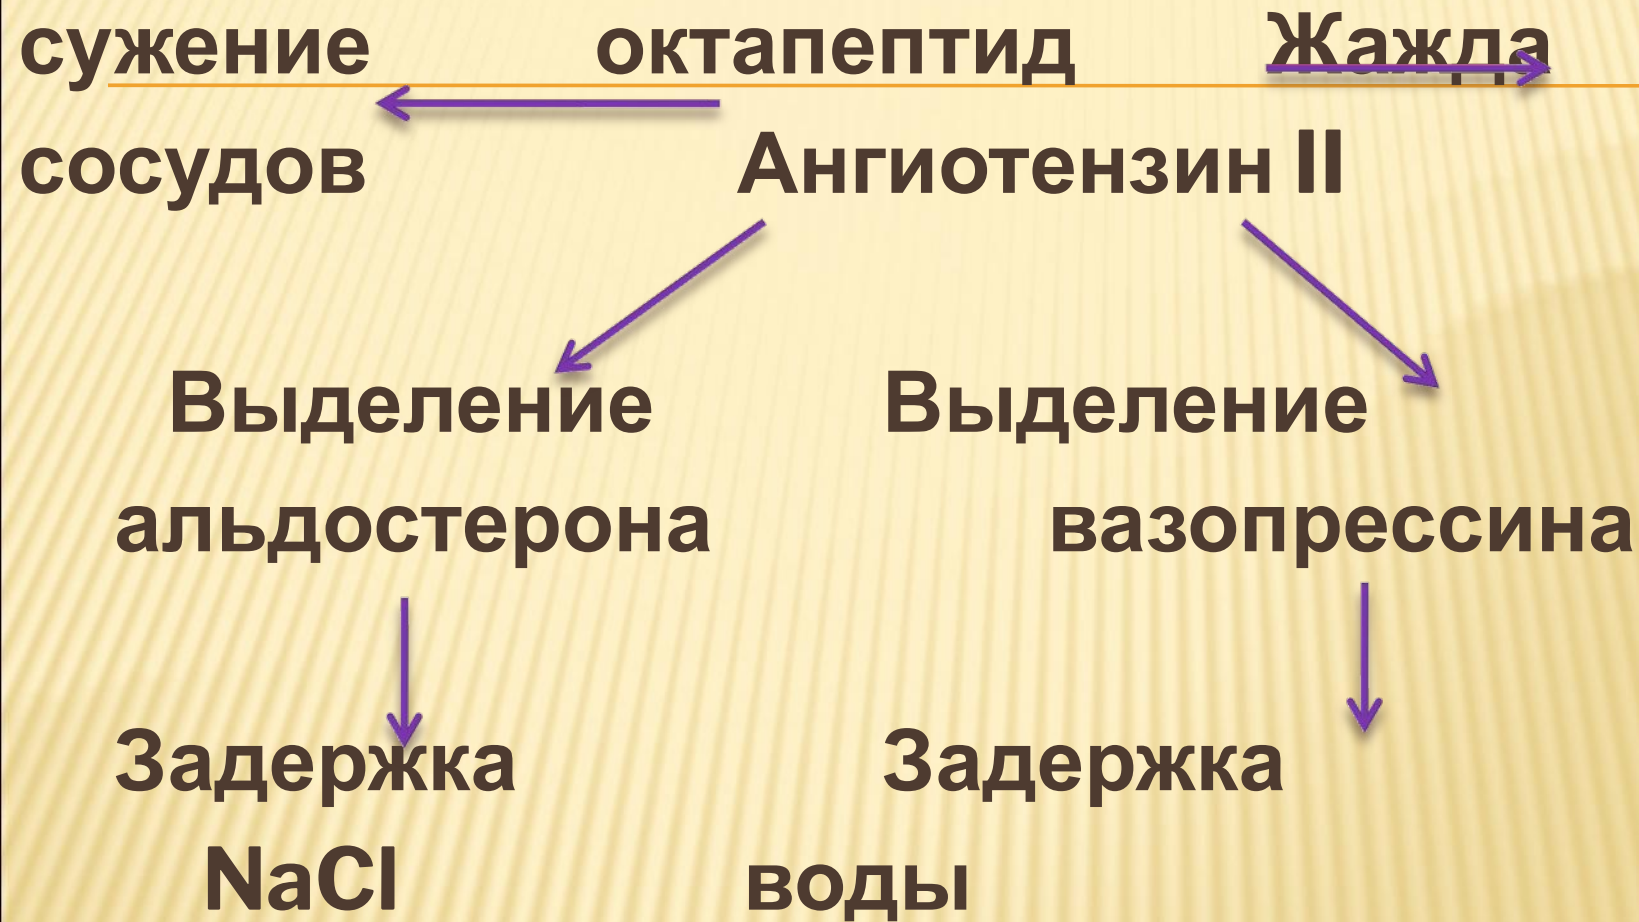 сужение октапептид Жажда
сосудов Ангиотензин II
Выделение Выделение
альдостерона вазопрессина
Задержка Задержка
NaCl воды